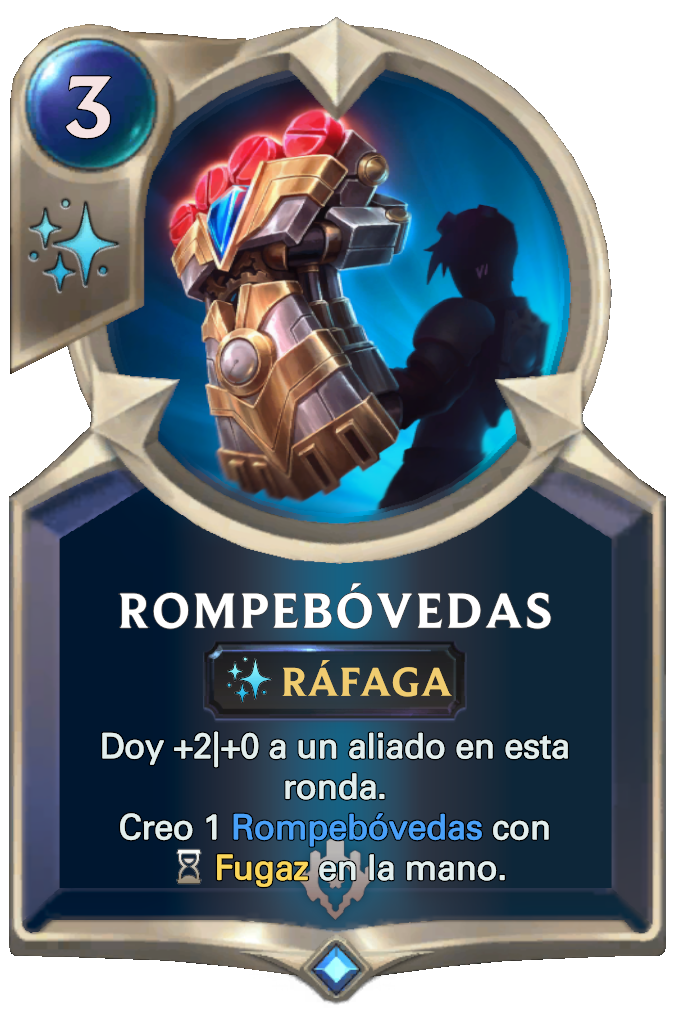 3
ROMPEBÓVEDAS
RÁFAGA
Doy +2|+0 a un aliado en esta
ronda.
Creo 1 Rompebóvedas con
Fugaz en la mano.